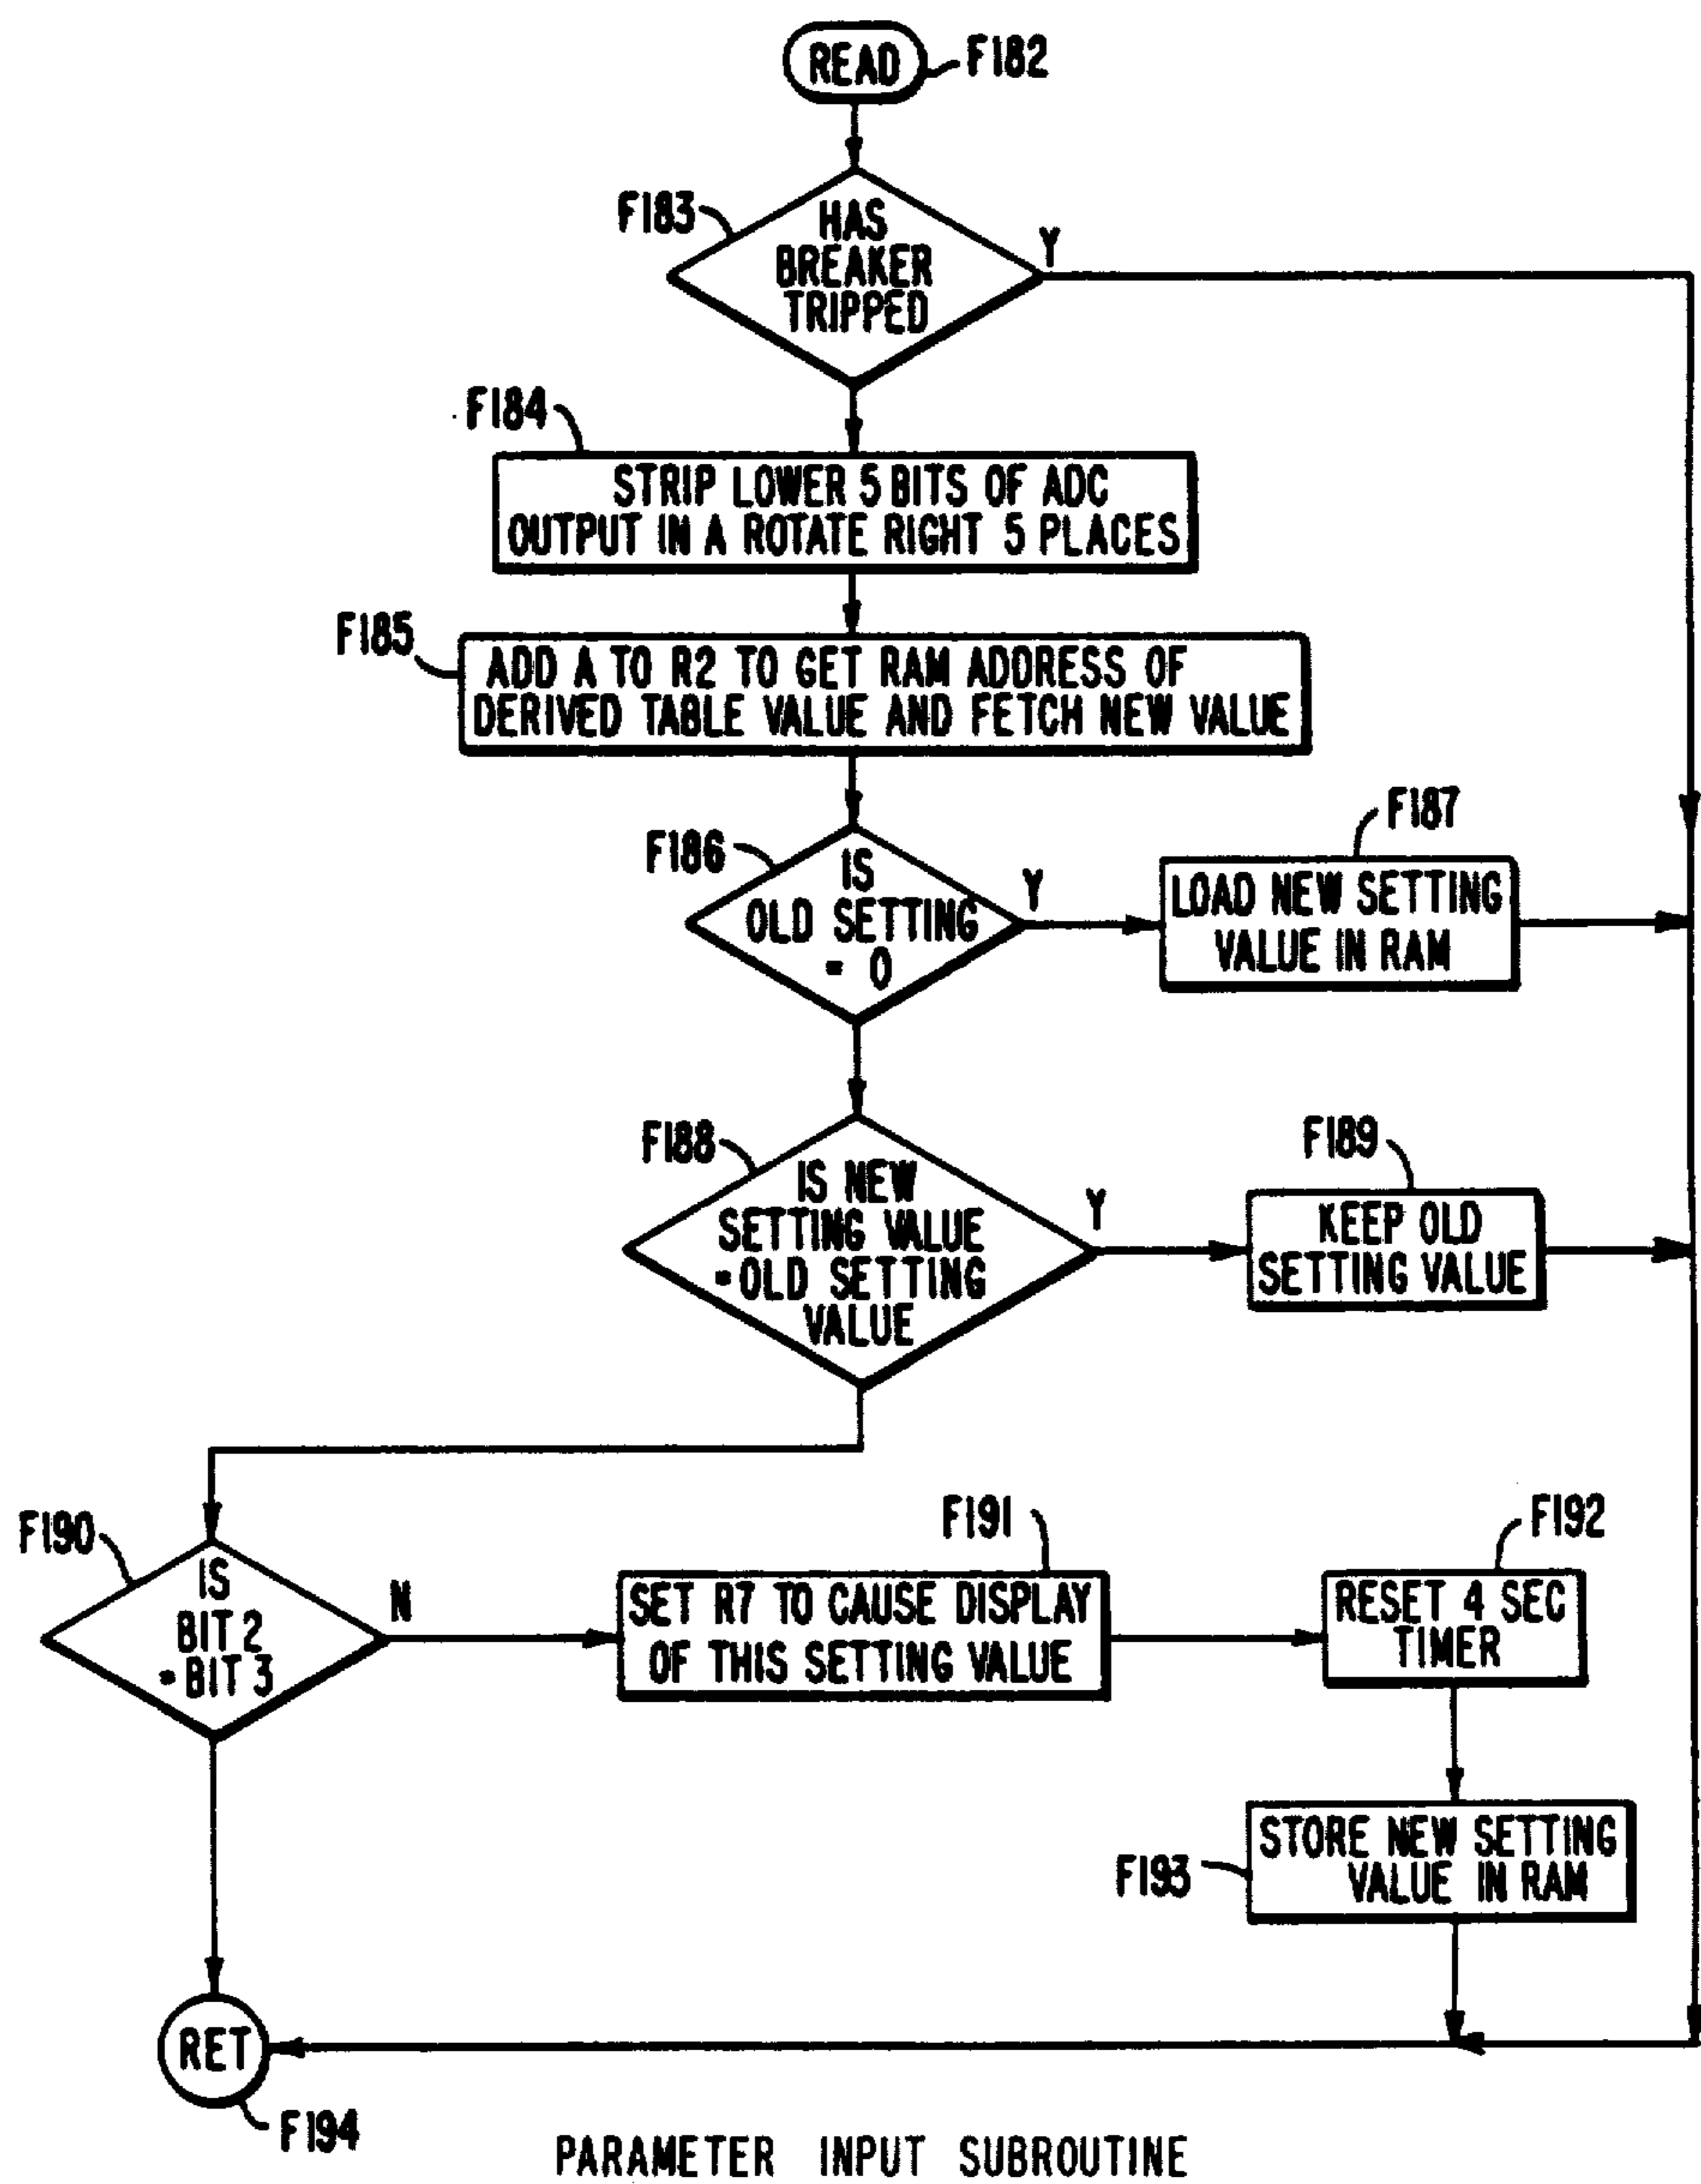 READ
F182
F183
HAS
BREAKER
TRIPPED
Y
F184
STRIP LOWER 5 BITS OF ADC
OUTPUT IN A ROTATE RIGHT 5 PLACES
F185
ADD A TO R2 TO GET RAM ADDRESS OF
DERIVED TABLE VALUE AND FETCH NEW VALUE
F186
IS
OLD SETTING
= 0
Y
F187
LOAD NEW SETTING
VALUE IN RAM
F188
IS NEW
SETTING VALUE
=OLD SETTING
VALUE
Y
F189
KEEP OLD
SETTING VALUE
F190
IS
BIT 2
=BIT 3
N
F191
SET R7 TO CAUSE DISPLAY
OF THIS SETTING VALUE
F192
RESET 4 SEC
TIMER
F193
STORE NEW SETTING
VALUE IN RAM
RET
F194
PARAMETER INPUT SUBROUTINE